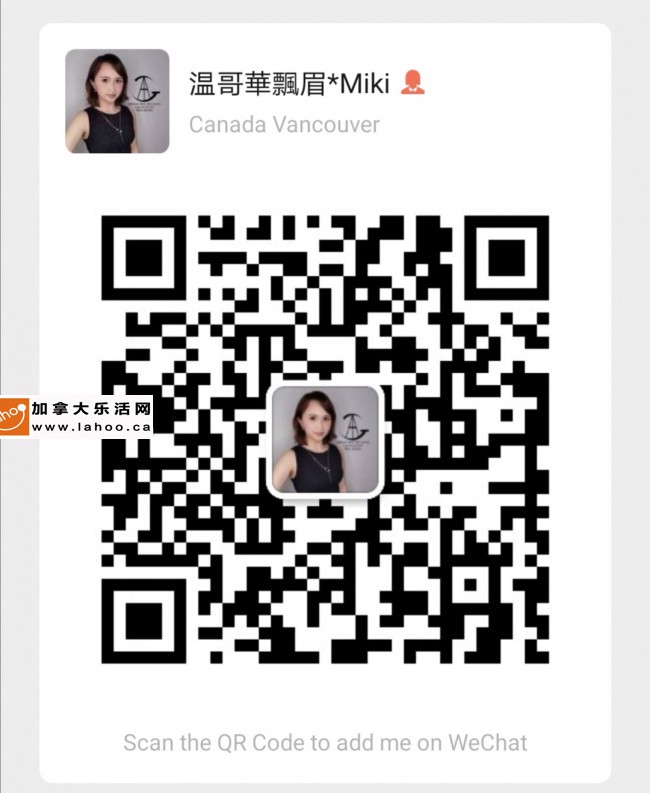 温哥華飄眉*Miki
Canada Vancouver
加拿大乐活网
www.lahoo.ca
Scan the QR Code to add me on WeChat